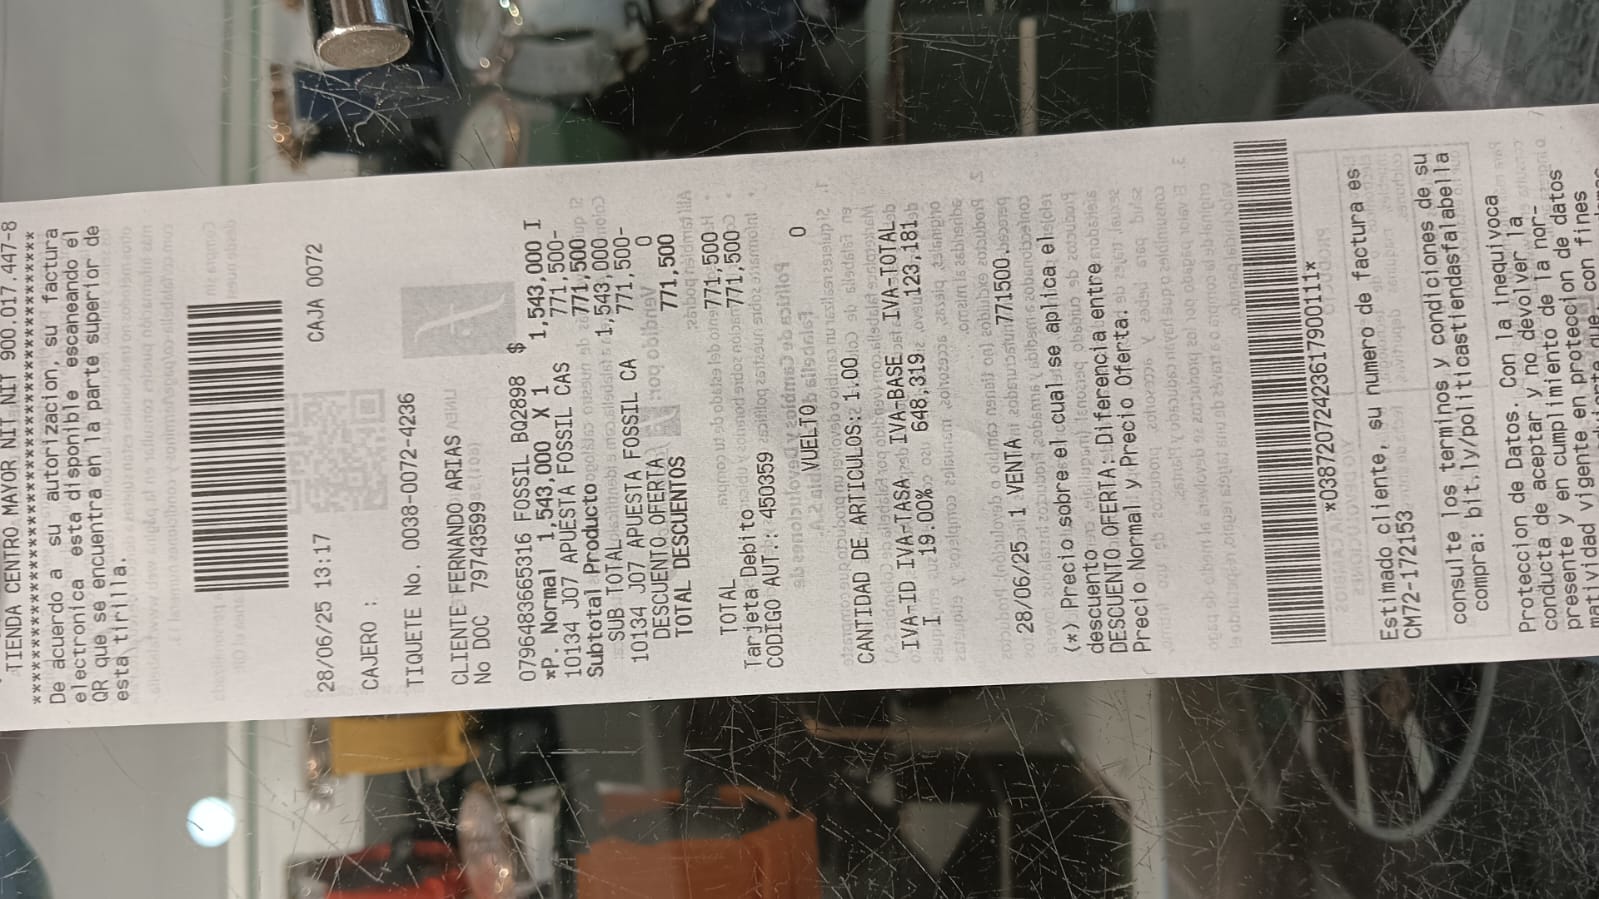 TIENDA CENTRO MAYOR NIT NIT 900.017.447-8
****************************************
De acuerdo a su autorizacion, su factura
electronica esta disponible escaneando el
QR que se encuentra en la parte superior de
esta tirilla.
28/06/25 13:17 CAJA 0072
CAJERO :
TIQUETE No. 0038-0072-4236
CLIENTE FERNANDO ARIAS
No DOC 79743599
$
0796483665316 FOSSIL BQ2898
*P. Normal 1,543,000 X 1 1,543,000 I
10134 J07 APUESTA FOSSIL CAS 771,500-
Subtotal Producto 771,500
SUB TOTAL 1,543,000
10134 J07 APUESTA FOSSIL CA 771,500-
DESCUENTO OFERTA 0
TOTAL DESCUENTOS 771,500
TOTAL 771,500
Tarjeta Debito 771,500
CODIGO AUT.: 450359
VUELTO 0
CANTIDAD DE ARTICULOS: 1.00
IVA-ID IVA-TASA IVA-BASE IVA-TOTAL
I 19.00% 648,319 123,181
28/06/25 1 VENTA 771500
(*) Precio sobre el cual se aplica el
descuento
DESCUENTO OFERTA: Diferencia entre
Precio Normal y Precio Oferta.
*0387207242361790011*
Estimado cliente, su numero de factura es
CM72-172153
consulte los terminos y condiciones de su
compra: bit.ly/politicastiendasfalabella
Proteccion de Datos. Con la inequivoca
conducta de aceptar y no devolver la
presente y en cumplimiento de la nor-
matividad vigente en proteccion de datos
que, con fines